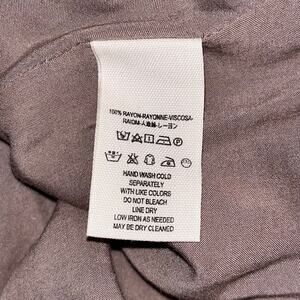 100% RAYON-RAYONNE-VISCOSA-
RAION-人造絲-レーヨン
HAND WASH COLD
SEPARATELY
WITH LIKE COLORS
DO NOT BLEACH
LINE DRY
LOW IRON AS NEEDED
MAY BE DRY CLEANED